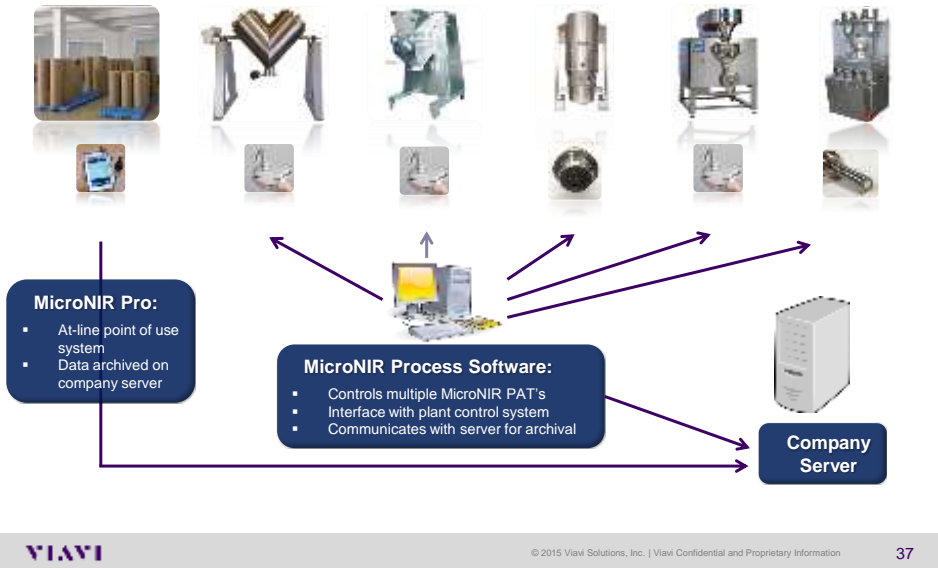 MicroNIR Pro:
▪ At-line point of use
system
▪ Data archived on
company server
MicroNIR Process Software:
▪ Controls multiple MicroNIR PAT's
▪ Interface with plant control system
▪ Communicates with server for archival
Company
Server
VIAVI
© 2015 Viavi Solutions, Inc. | Viavi Confidential and Proprietary Information
37